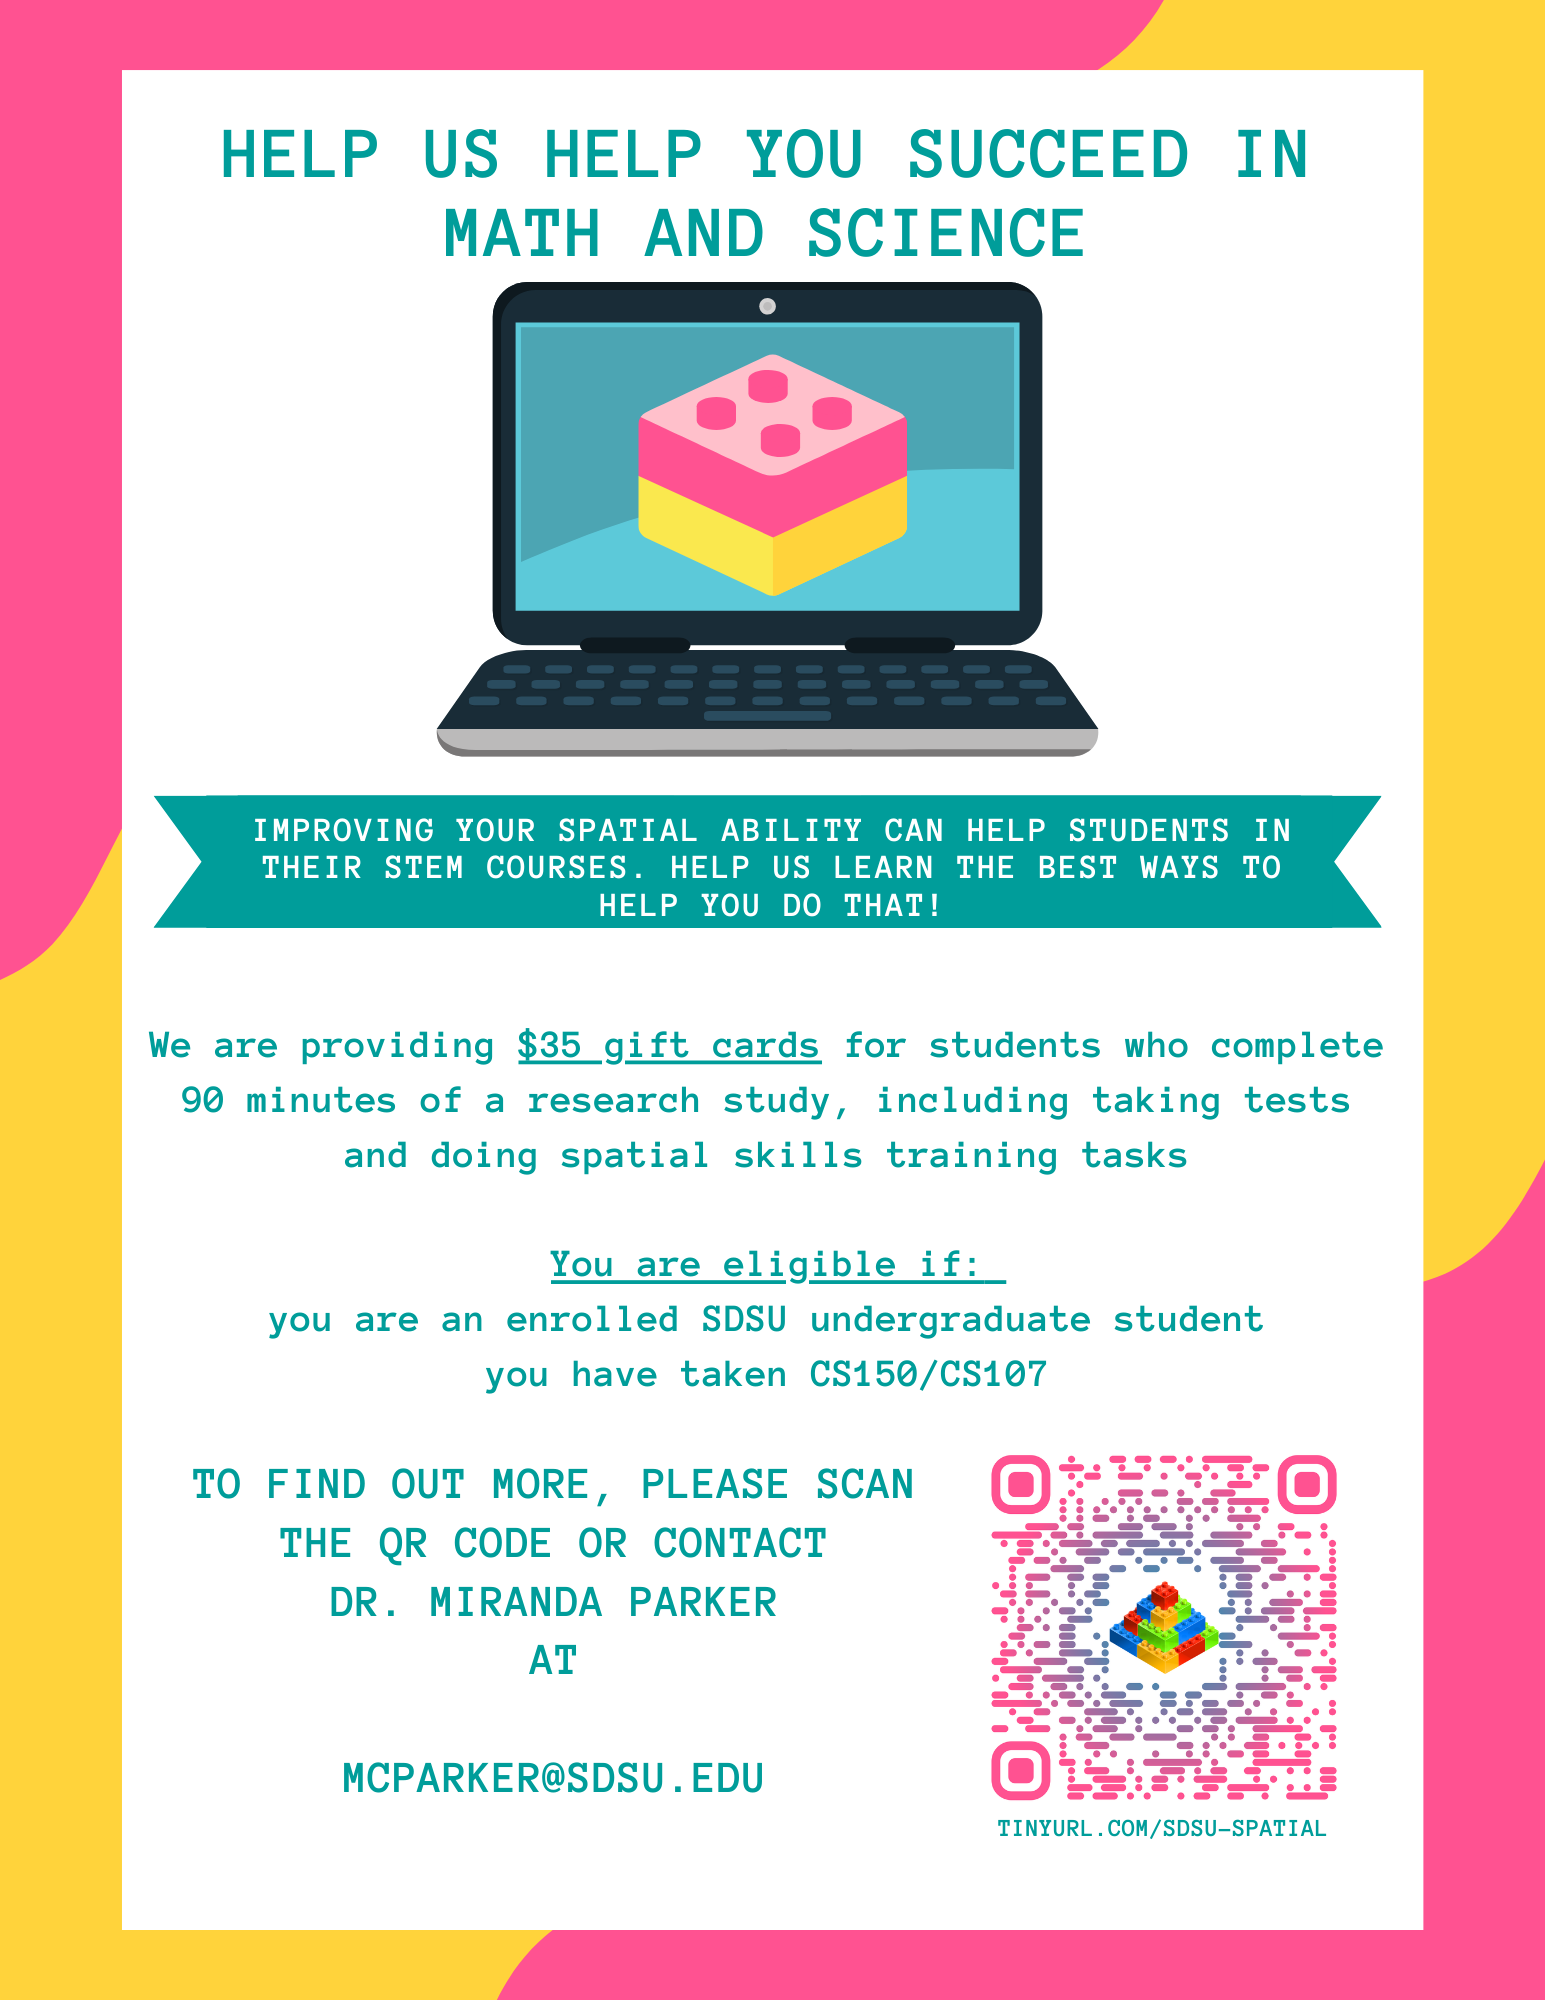 HELP US HELP YOU SUCCEED IN
MATH AND SCIENCE
IMPROVING YOUR SPATIAL ABILITY CAN HELP STUDENTS IN
THEIR STEM COURSES. HELP US LEARN THE BEST WAYS TO
HELP YOU DO THAT!
We are providing $35 gift cards for students who complete
90 minutes of a research study, including taking tests
and doing spatial skills training tasks
You are eligible if:
you are an enrolled SDSU undergraduate student
you have taken CS150/CS107
TO FIND OUT MORE, PLEASE SCAN
THE QR CODE OR CONTACT
DR. MIRANDA PARKER
AT
MCPARKER@SDSU.EDU
TINYURL.COM/SDSU-SPATIAL